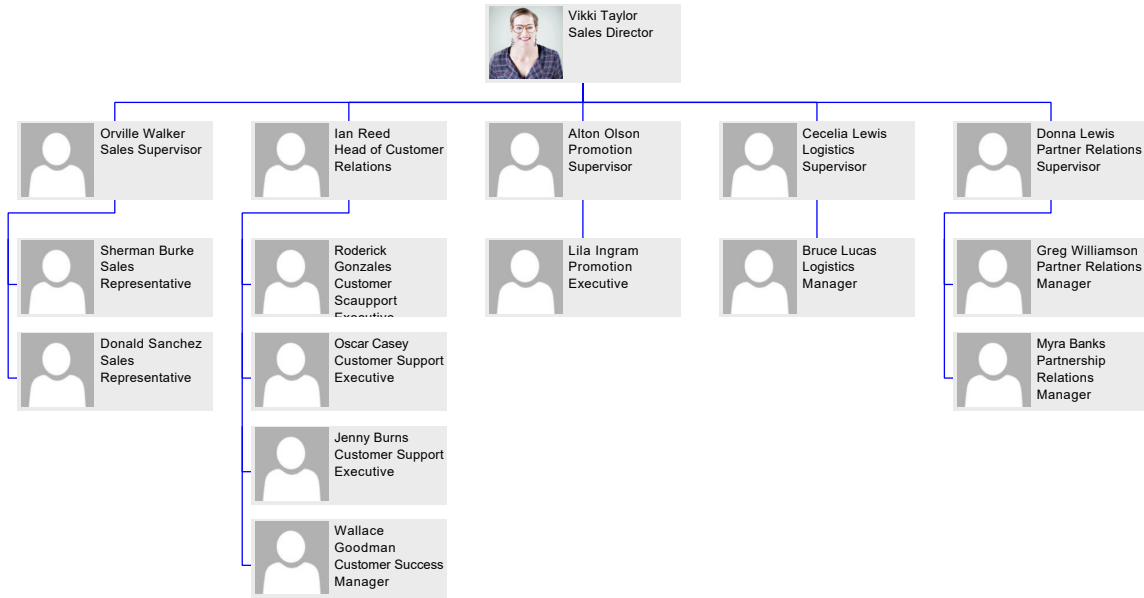 Vikki Taylor
Sales Director
Orville Walker
Sales Supervisor
Ian Reed
Head of Customer
Relations
Alton Olson
Promotion
Supervisor
Cecelia Lewis
Logistics
Supervisor
Donna Lewis
Partner Relations
Supervisor
Sherman Burke
Sales
Representative
Roderick
Gonzales
Customer
Scaupport
Executive
Lila Ingram
Promotion
Executive
Bruce Lucas
Logistics
Manager
Greg Williamson
Partner Relations
Manager
Donald Sanchez
Sales
Representative
Oscar Casey
Customer Support
Executive
Myra Banks
Partnership
Relations
Manager
Jenny Burns
Customer Support
Executive
Wallace
Goodman
Customer Success
Manager